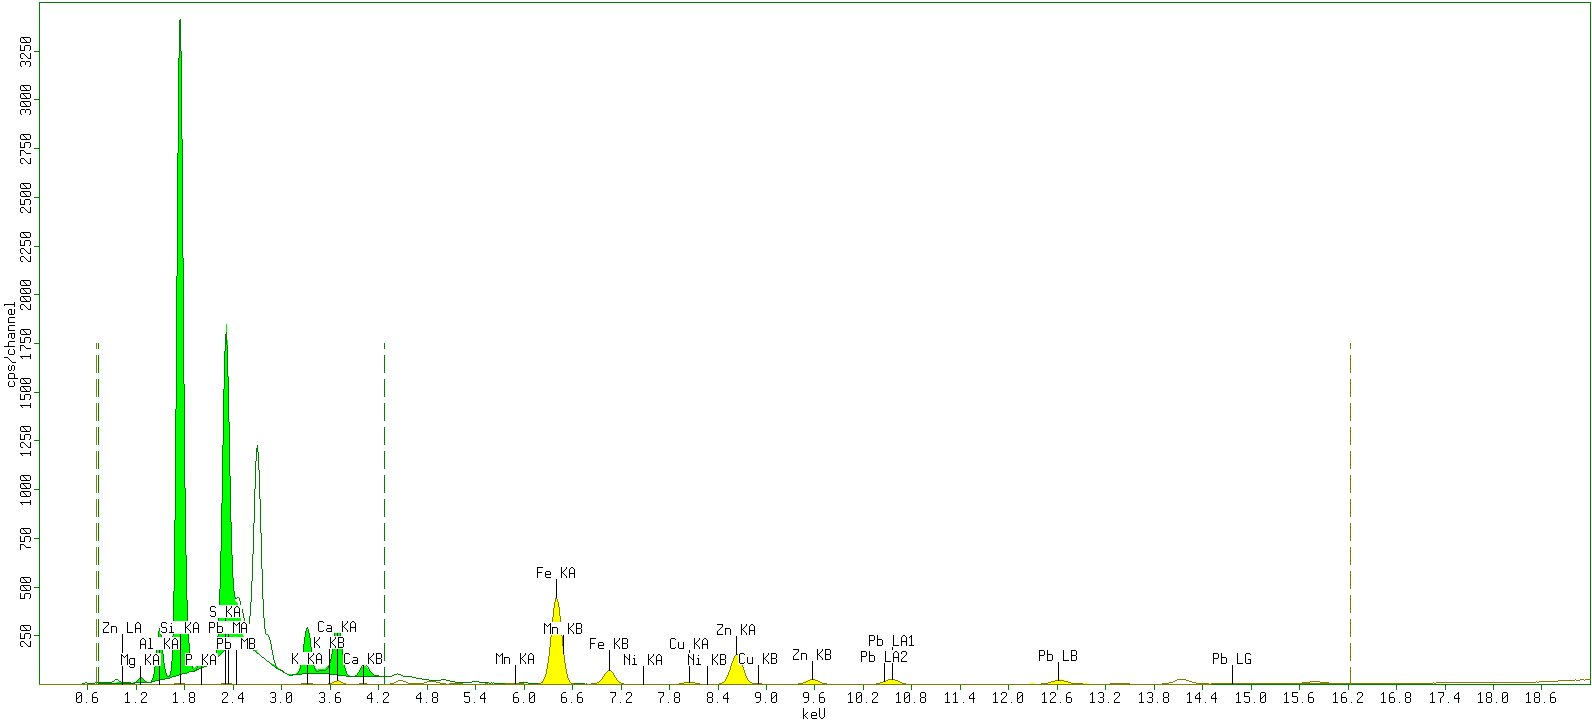 3250
3000
2750
2500
2250
2000
1750
1500
1250
1000
750
500
250
cps/channel
Fe KA
S KA
Zn LA Si KA Pb MA Ca KA Mn KB Zn KA
Al KA Pb MB K KB Fe KB Cu KA Pb LA1
Mg KA P KA K KA Ca KB Mn KA Ni KA Ni KB Cu KB Zn KB Pb LA2 Pb LB Pb LG
0.6 1.2 1.8 2.4 3.0 3.6 4.2 4.8 5.4 6.0 6.6 7.2 7.8 8.4 9.0 9.6 10.2 10.8 11.4 12.0 12.6 13.2 13.8 14.4 15.0 15.6 16.2 16.8 17.4 18.0 18.6
keV